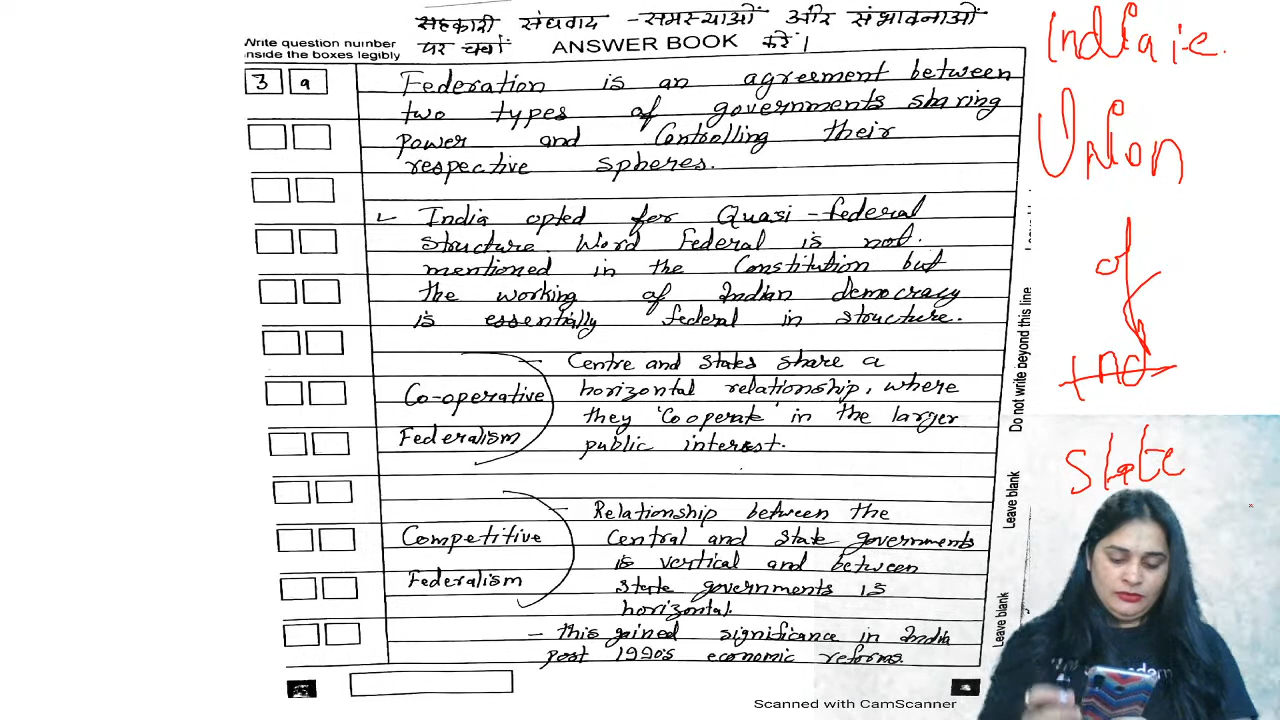 सहकारी संघवाद - समस्याओं और संभावनाओं
पर चर्चा ANSWER BOOK करें।
Write question number
inside the boxes legibly
3 a
Federation is an agreement between
two types of governments sharing
power and Controlling their
respective spheres.
India opted for Quasi-federal
structure. Word Federal is not
mentioned in the Constitution but
the working of Indian democracy
is essentially federal in structure.
Co-operative
Federalism
- Centre and States share a
horizontal relationship, where
they 'Co operate' in the larger
public interest.
Competitive
Federalism
- Relationship between the
Central and State governments
is vertical and between
state governments is
horizontal.
- this gained significance in India
post 1990's economic reforms.
Do not write beyond this line
Leave blank
Leave blank
Scanned with CamScanner
India i.e.
Union
of
State